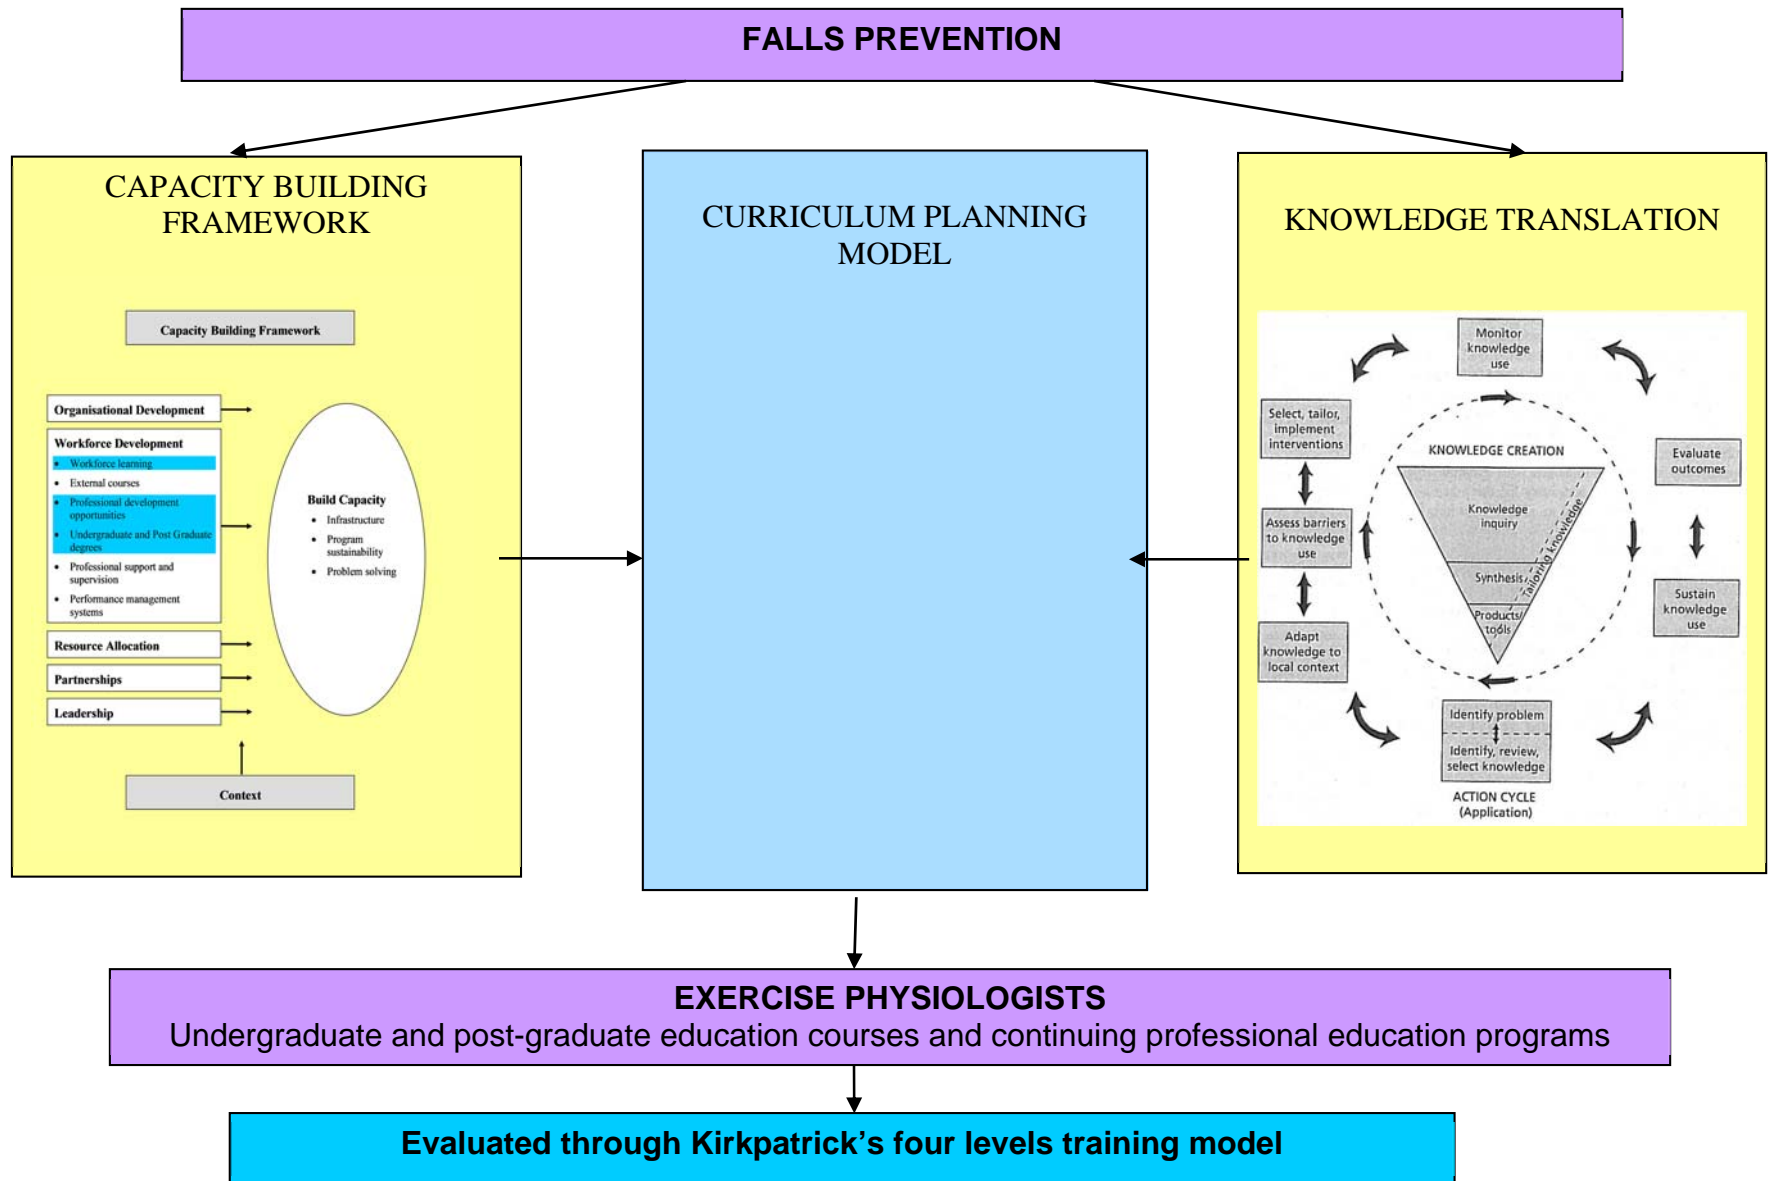 FALLS PREVENTION
CAPACITY BUILDING
FRAMEWORK
Capacity Building Framework
Organisational Development
Workforce Development
• Workforce learning
• External courses
• Professional development
opportunities
• Undergraduate and Post Graduate
degrees
• Professional support and
supervision
• Performance management
systems
Resource Allocation
Partnerships
Leadership
Build Capacity
• Infrastructure
• Program
sustainability
• Problem solving
Context
CURRICULUM PLANNING
MODEL
KNOWLEDGE TRANSLATION
Monitor
knowledge
use
Select, tailor,
implement
interventions
Assess barriers
to knowledge
use
Adapt
knowledge to
local context
KNOWLEDGE CREATION
Knowledge
inquiry
Synthesis
Products/
tools
Tailoring knowledge
Evaluate
outcomes
Sustain
knowledge
use
Identify problem
Identify, review,
select knowledge
ACTION CYCLE
(Application)
EXERCISE PHYSIOLOGISTS
Undergraduate and post-graduate education courses and continuing professional education programs
Evaluated through Kirkpatrick’s four levels training model